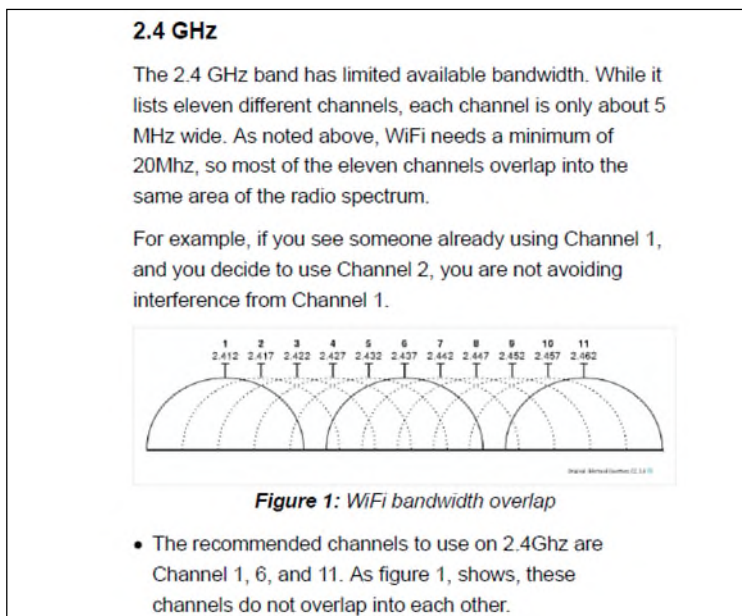 2.4 GHz
The 2.4 GHz band has limited available bandwidth. While it
lists eleven different channels, each channel is only about 5
MHz wide. As noted above, WiFi needs a minimum of
20Mhz, so most of the eleven channels overlap into the
same area of the radio spectrum.
For example, if you see someone already using Channel 1,
and you decide to use Channel 2, you are not avoiding
interference from Channel 1.
1 2 3 4 5 6 7 8 9 10 11
2.412 2.417 2.422 2.427 2.432 2.437 2.442 2.447 2.452 2.457 2.462
Figure 1: WiFi bandwidth overlap
• The recommended channels to use on 2.4Ghz are
Channel 1, 6, and 11. As figure 1, shows, these
channels do not overlap into each other.